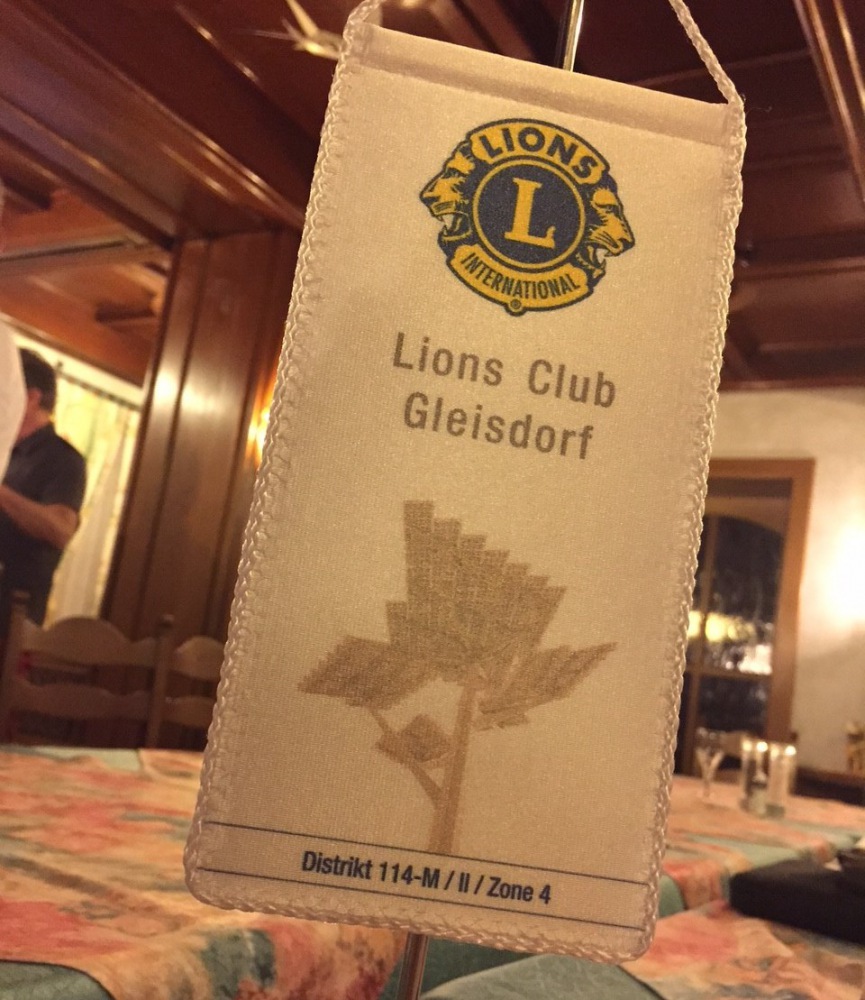 LIONS
L
INTERNATIONAL
®
Lions Club
Gleisdorf
Distrikt 114-M / II / Zone 4